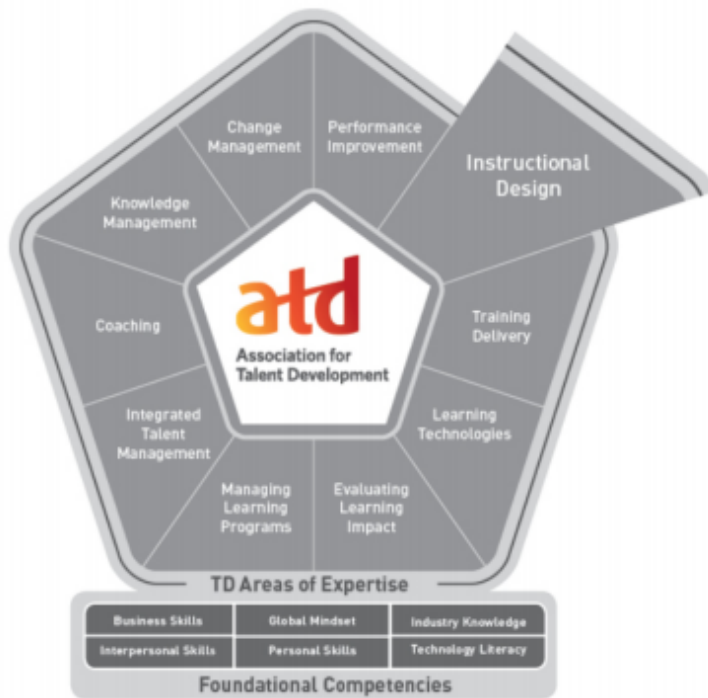 Change
Management
Performance
Improvement
Instructional
Design
Knowledge
Management
Coaching
Training
Delivery
Integrated
Talent
Management
Learning
Technologies
Managing
Learning
Programs
Evaluating
Learning
Impact
atd
Association for
Talent Development
TD Areas of Expertise
Business Skills
Global Mindset
Industry Knowledge
Interpersonal Skills
Personal Skills
Technology Literacy
Foundational Competencies